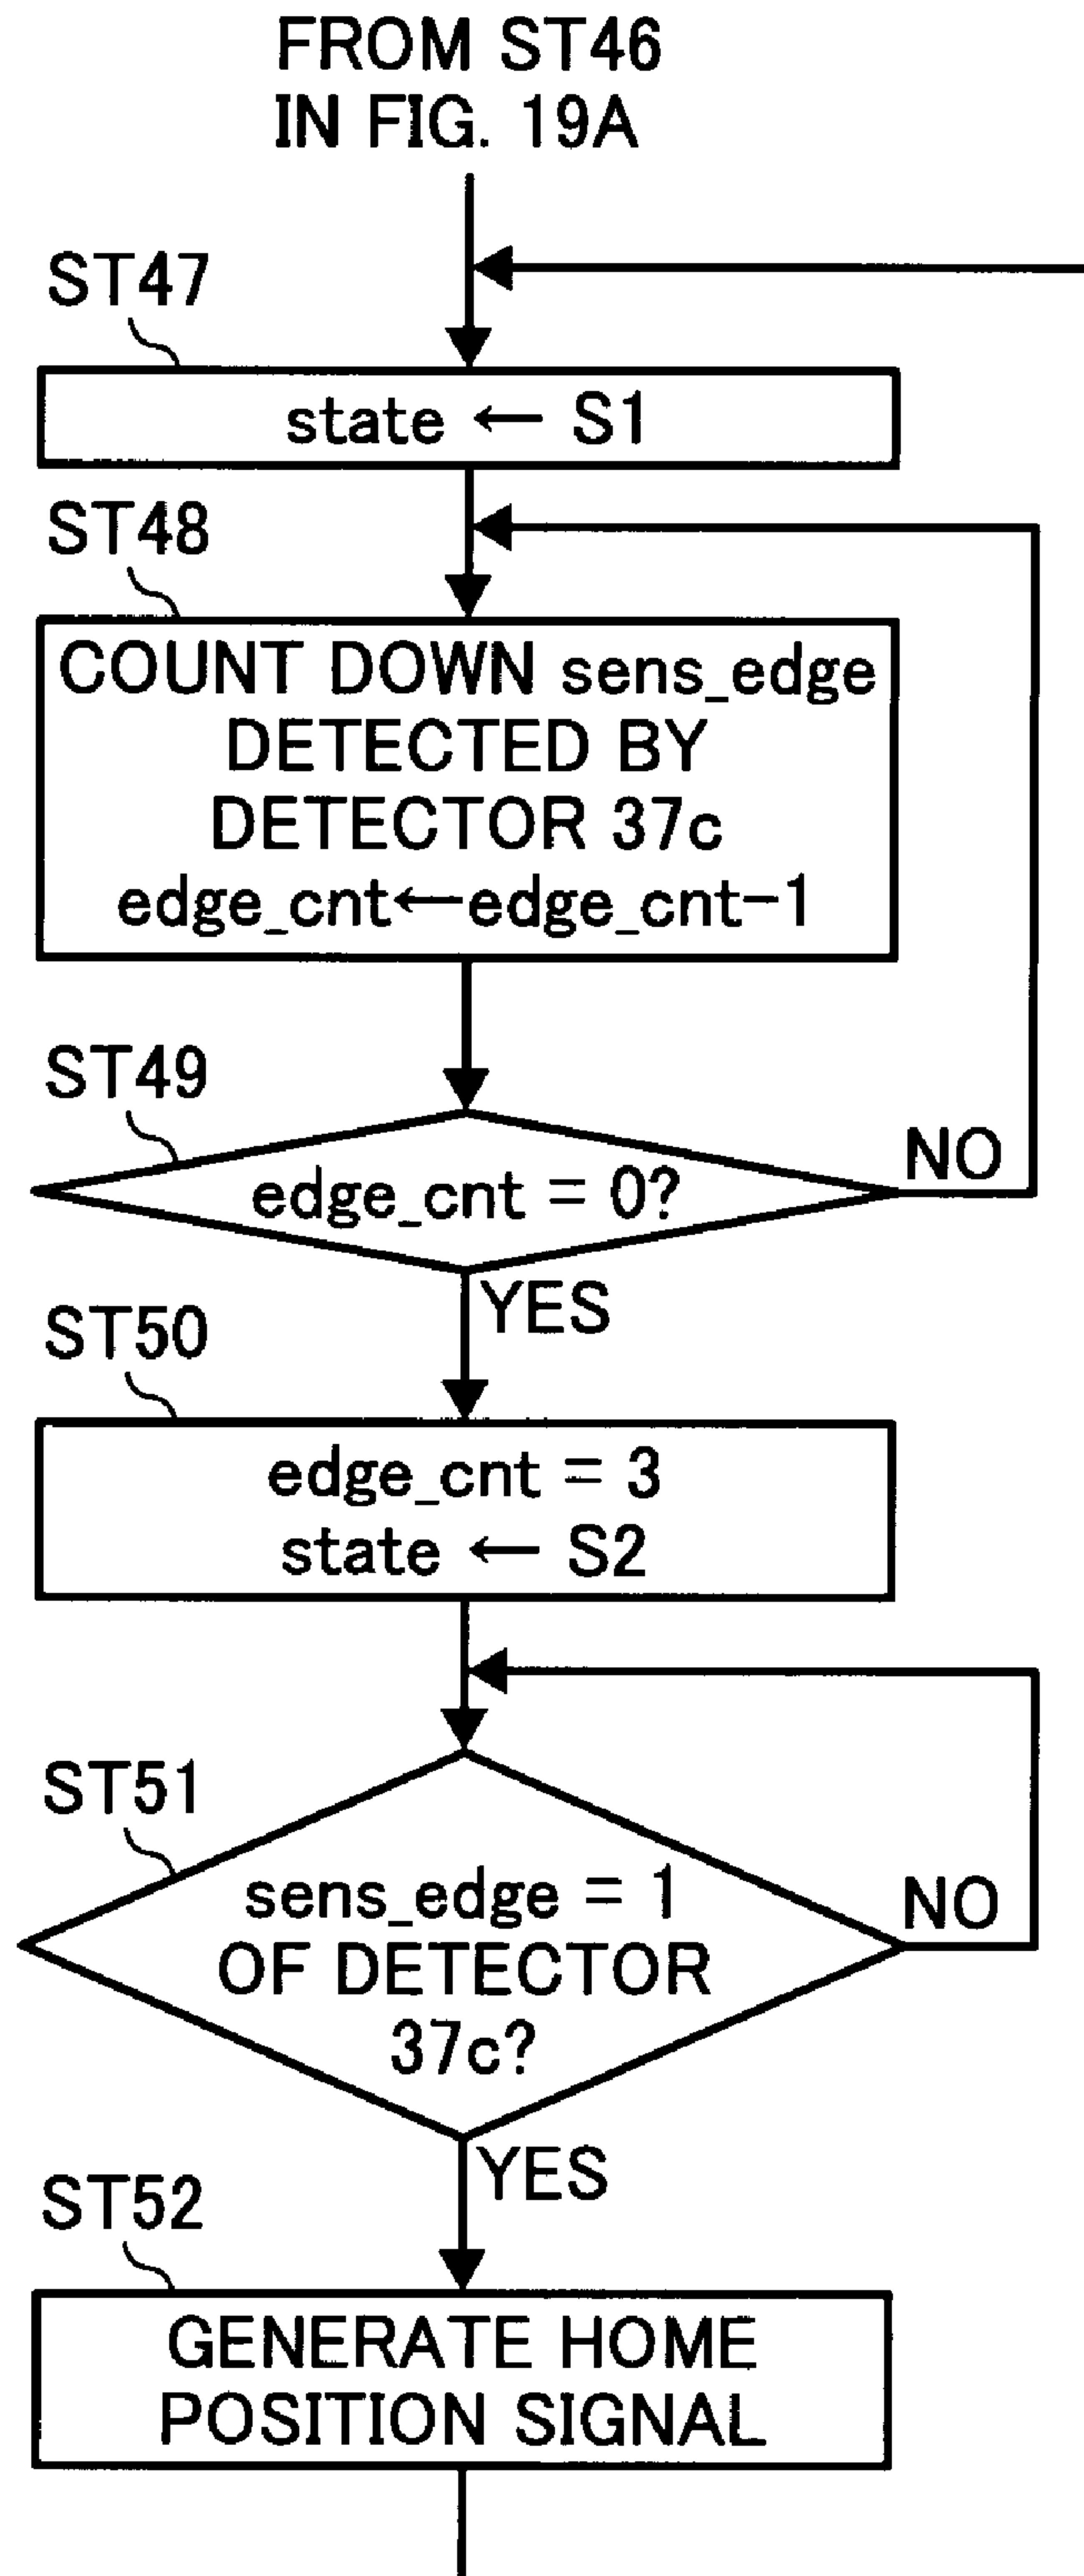 FROM ST46
IN FIG. 19A
ST47
state ← S1
ST48
COUNT DOWN sens_edge
DETECTED BY
DETECTOR 37c
edge_cnt←edge_cnt-1
ST49
edge_cnt = 0?
NO
YES
ST50
edge_cnt = 3
state ← S2
ST51
sens_edge = 1
OF DETECTOR
37c?
NO
YES
ST52
GENERATE HOME
POSITION SIGNAL